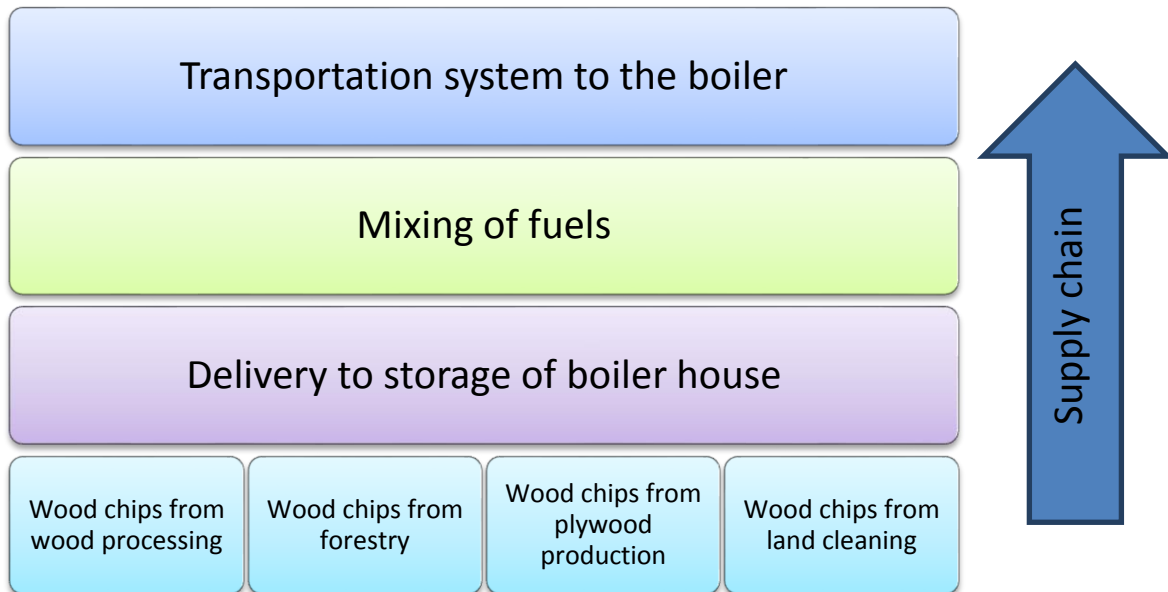 Transportation system to the boiler
Mixing of fuels
Delivery to storage of boiler house
Wood chips from
wood processing
Wood chips from
forestry
Wood chips from
plywood
production
Wood chips from
land cleaning
Supply chain